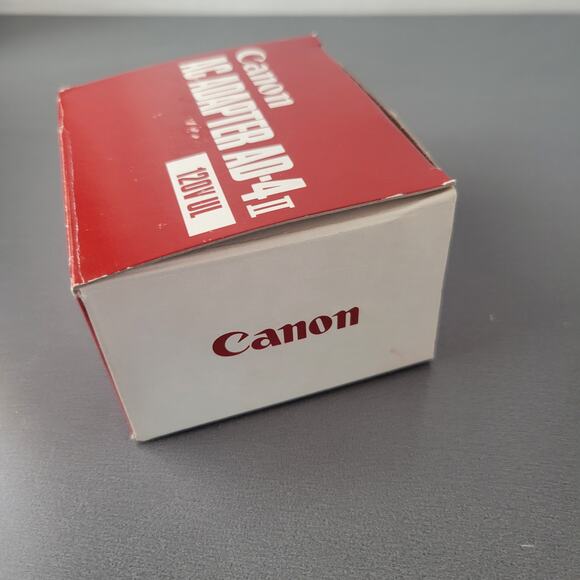 Canon
AC ADAPTER AD-4II
120V UL
Canon